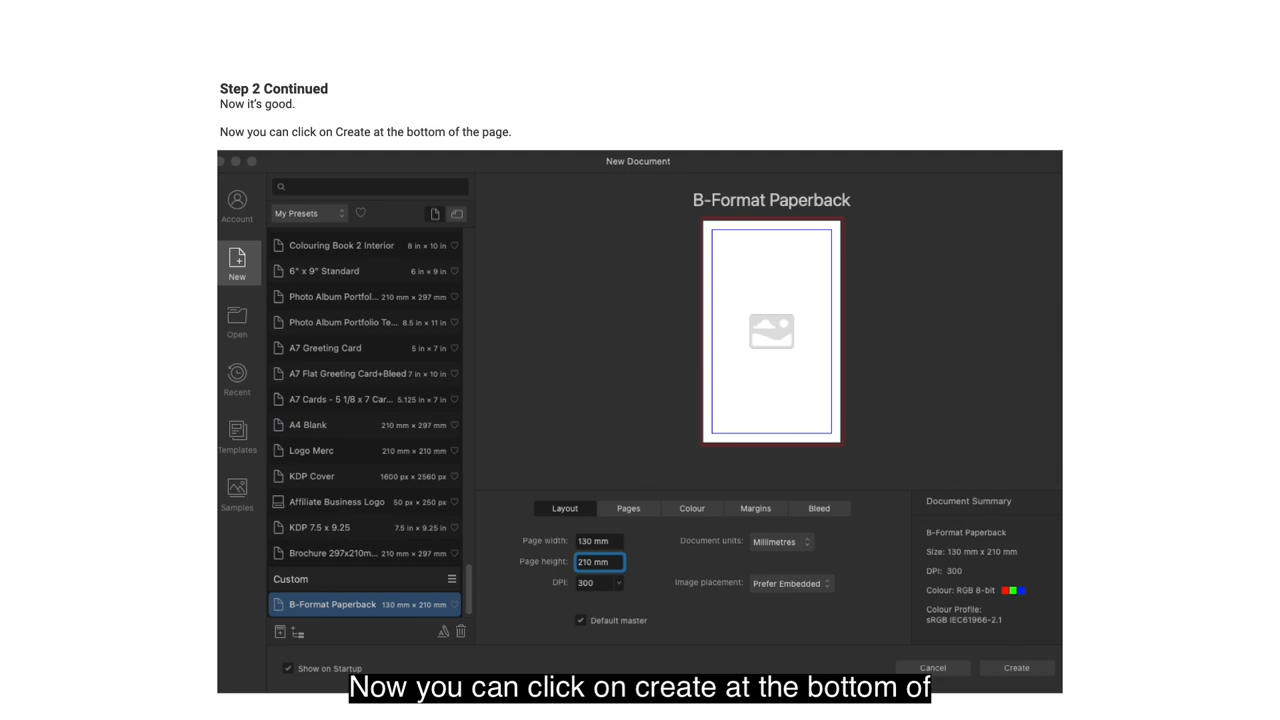 Step 2 Continued
Now it's good.
Now you can click on Create at the bottom of the page.
New Document
Account
New
Open
Recent
Templates
Samples
My Presets
Colouring Book 2 Interior 8 in × 10 in
6" x 9" Standard 6 in × 9 in
Photo Album Portfol... 210 mm × 297 mm
Photo Album Portfolio Te... 8.5 in × 11 in
A7 Greeting Card 5 in × 7 in
A7 Flat Greeting Card+Bleed 7 in × 10 in
A7 Cards - 5 1/8 x 7 Car... 5.125 in × 7 in
A4 Blank 210 mm × 297 mm
Logo Merc 210 mm × 210 mm
KDP Cover 1600 px × 2560 px
Affiliate Business Logo 50 px × 250 px
KDP 7.5 x 9.25 7.5 in × 9.25 in
Brochure 297x210m... 210 mm × 297 mm
Custom
B-Format Paperback 130 mm × 210 mm
Show on Startup
B-Format Paperback
Layout Pages Colour Margins Bleed
Page width: 130 mm Document units: Millimetres
Page height: 210 mm
DPI: 300 Image placement: Prefer Embedded
Default master
Document Summary
B-Format Paperback
Size: 130 mm x 210 mm
DPI: 300
Colour: RGB 8-bit
Colour Profile:
sRGB IEC61966-2.1
Cancel Create
Now you can click on create at the bottom of